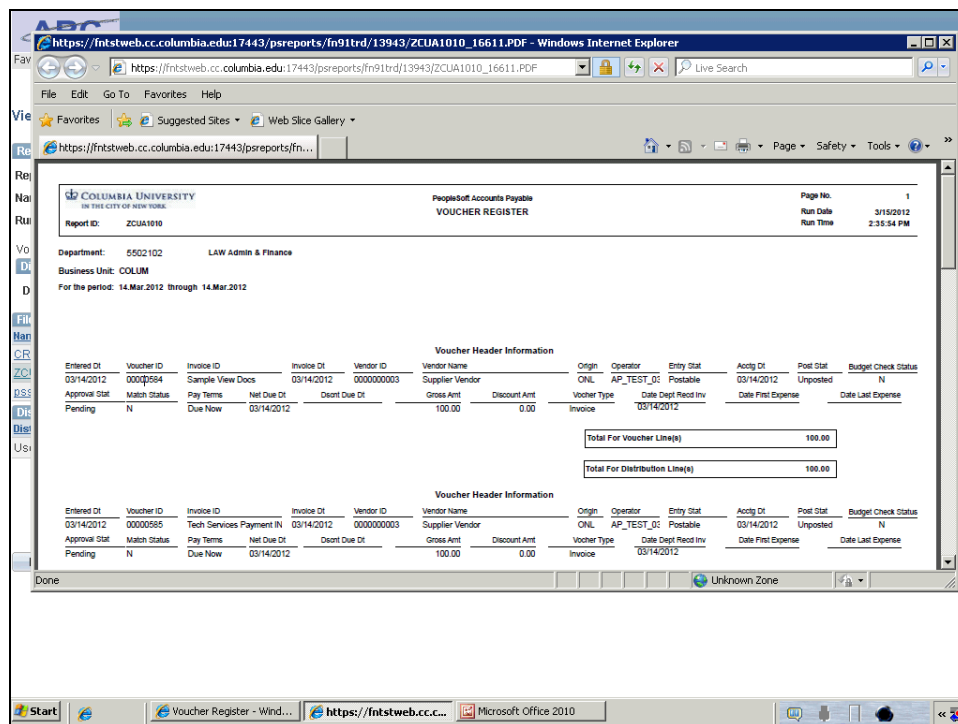 https://fntstweb.cc.columbia.edu:17443/psreports/fn91trd/13943/ZCUA1010_16611.PDF - Windows Internet Explorer
Fav
https://fntstweb.cc.columbia.edu:17443/psreports/fn91trd/13943/ZCUA1010_16611.PDF Live Search
File Edit Go To Favorites Help
Vie
Favorites Suggested Sites Web Slice Gallery
https://fntstweb.cc.columbia.edu:17443/psreports/fn... Page Safety Tools »
COLUMBIA UNIVERSITY PeopleSoft Accounts Payable Page No. 1
IN THE CITY OF NEW YORK VOUCHER REGISTER Run Date 3/15/2012
Report ID: ZCUA1010 Run Time 2:35:54 PM
Department: 5502102 LAW Admin & Finance
Business Unit: COLUM
For the period: 14.Mar.2012 through 14.Mar.2012
Voucher Header Information
Entered Dt Voucher ID Invoice ID Invoice Dt Vendor ID Vendor Name Origin Operator Entry Stat Acctg Dt Post Stat Budget Check Status
03/14/2012 00000584 Sample View Docs 03/14/2012 0000000003 Supplier Vendor ONL AP_TEST_03 Postable 03/14/2012 Unposted N
Approval Stat Match Status Pay Terms Net Due Dt Dscnt Due Dt Gross Amt Discount Amt Vocher Type Date Dept Recd Inv Date First Expense Date Last Expense
Pending N Due Now 03/14/2012 100.00 0.00 Invoice 03/14/2012
Total For Voucher Line(s) 100.00
Total For Distribution Line(s) 100.00
Voucher Header Information
Entered Dt Voucher ID Invoice ID Invoice Dt Vendor ID Vendor Name Origin Operator Entry Stat Acctg Dt Post Stat Budget Check Status
03/14/2012 00000585 Tech Services Payment IN 03/14/2012 0000000003 Supplier Vendor ONL AP_TEST_03 Postable 03/14/2012 Unposted N
Approval Stat Match Status Pay Terms Net Due Dt Dscnt Due Dt Gross Amt Discount Amt Vocher Type Date Dept Recd Inv Date First Expense Date Last Expense
Pending N Due Now 03/14/2012 100.00 0.00 Invoice 03/14/2012
Done Unknown Zone
Start Voucher Register - Wind... https://fntstweb.cc.c... Microsoft Office 2010 «